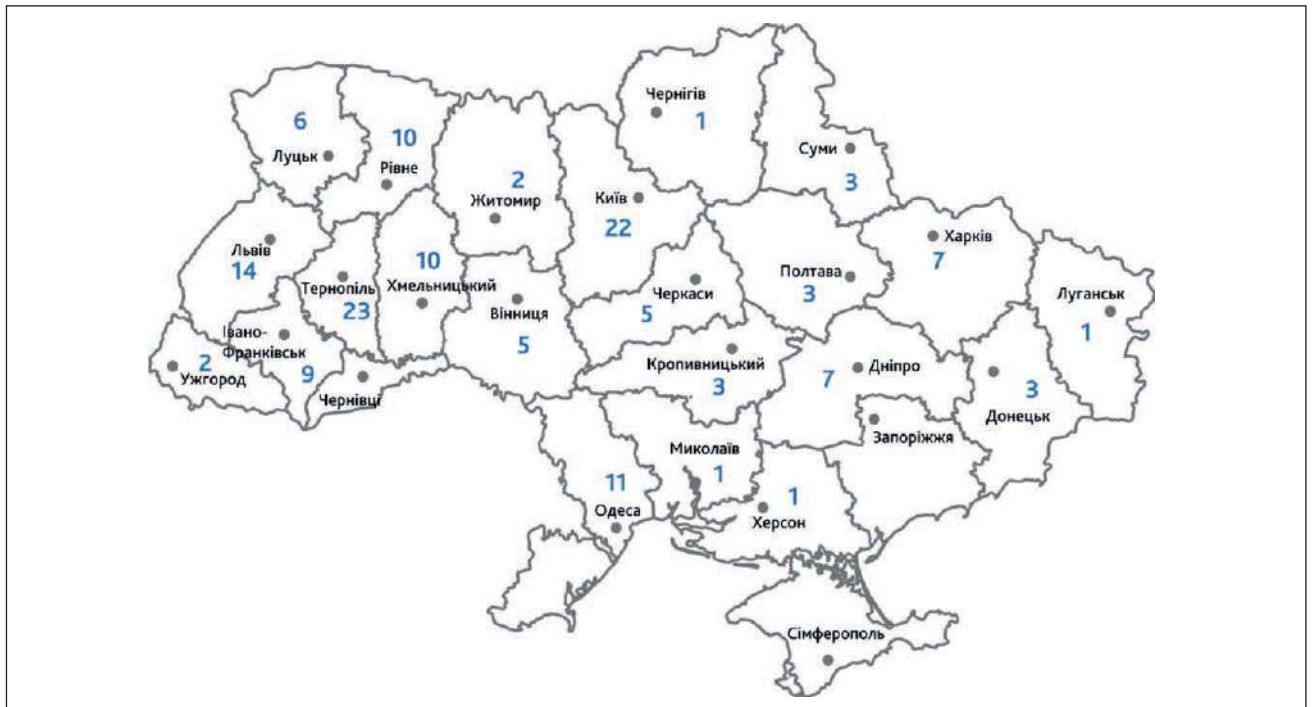 Чернігів
1
Суми
3
6
Луцьк
10
Рівне
2
Житомир
Київ
22
Львів
14
Тернопіль
23
10
Хмельницький
Вінниця
5
Черкаси
5
Полтава
3
Харків
7
Луганськ
1
Івано-
Франківськ
9
2
Ужгород
Чернівці
Кропивницький
3
Дніпро
7
3
Донецьк
Запоріжжя
Миколаїв
1
11
Одеса
1
Херсон
Сімферополь